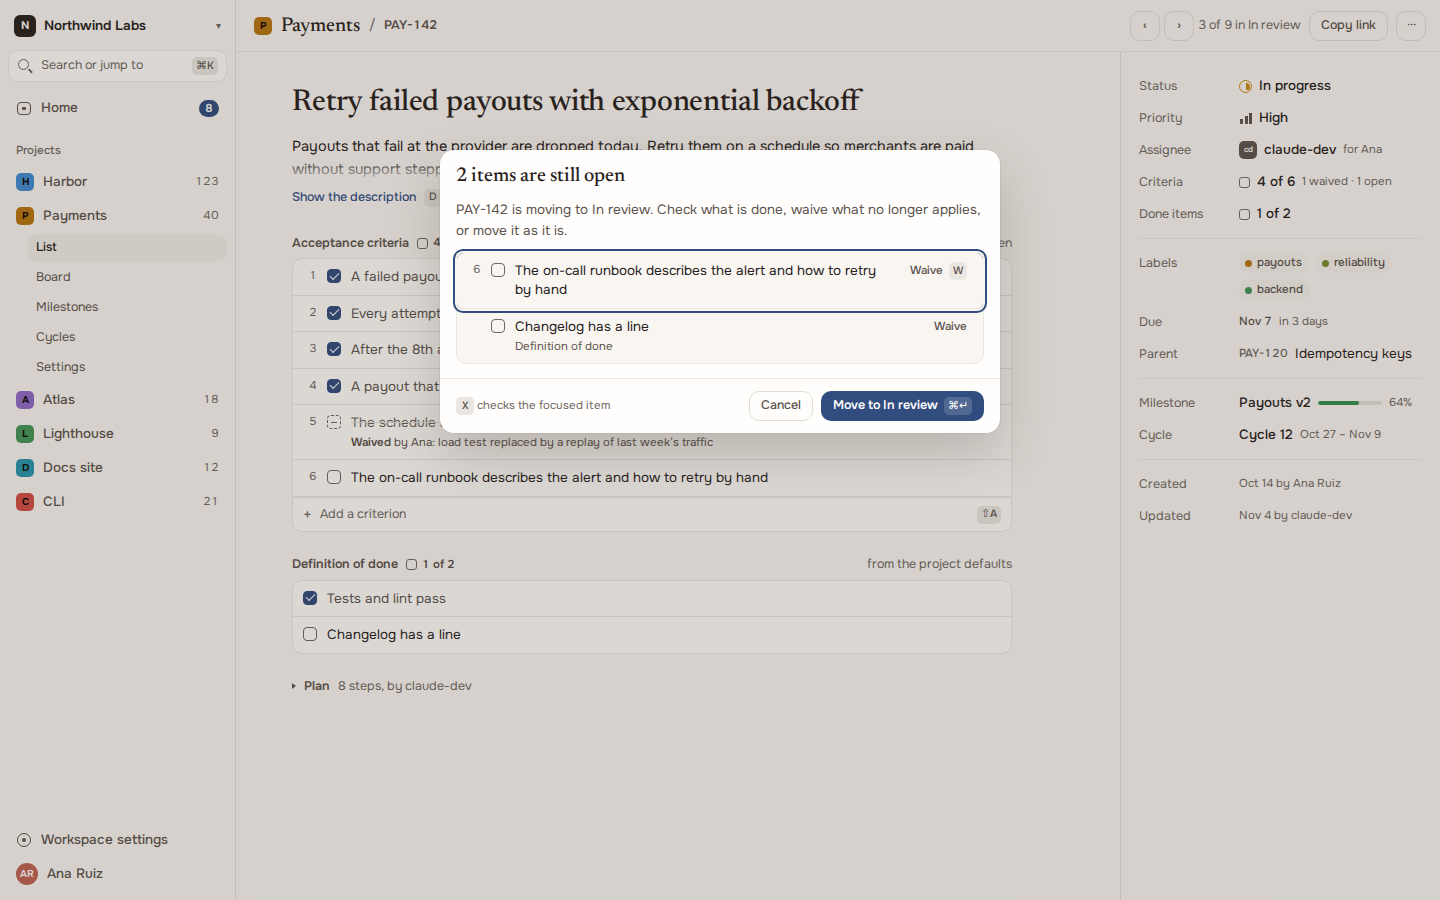 N Northwind Labs
Search or jump to ⌘K
Home 8
Projects
H Harbor 123
P Payments 40
List
Board
Milestones
Cycles
Settings
A Atlas 18
L Lighthouse 9
D Docs site 12
C CLI 21
Workspace settings
AR Ana Ruiz
P Payments / PAY-142
‹ › 3 of 9 in In review Copy link ···
Retry failed payouts with exponential backoff
Payouts that fail at the provider are dropped today. Retry them on a schedule so merchants are paid
without support stepp
Show the description D
Acceptance criteria 4
en
1 A failed payou
2 Every attempt
3 After the 8th a
4 A payout that
5 The schedule
Waived by Ana: load test replaced by a replay of last week's traffic
6 The on-call runbook describes the alert and how to retry by hand
+ Add a criterion ⇧A
Definition of done 1 of 2 from the project defaults
Tests and lint pass
Changelog has a line
Plan 8 steps, by claude-dev
2 items are still open
PAY-142 is moving to In review. Check what is done, waive what no longer applies,
or move it as it is.
6 The on-call runbook describes the alert and how to retry Waive W
by hand
Changelog has a line Waive
Definition of done
X checks the focused item Cancel Move to In review ⌘↵
Status In progress
Priority High
Assignee cd claude-dev for Ana
Criteria 4 of 6 1 waived · 1 open
Done items 1 of 2
Labels payouts reliability
backend
Due Nov 7 in 3 days
Parent PAY-120 Idempotency keys
Milestone Payouts v2 64%
Cycle Cycle 12 Oct 27 – Nov 9
Created Oct 14 by Ana Ruiz
Updated Nov 4 by claude-dev